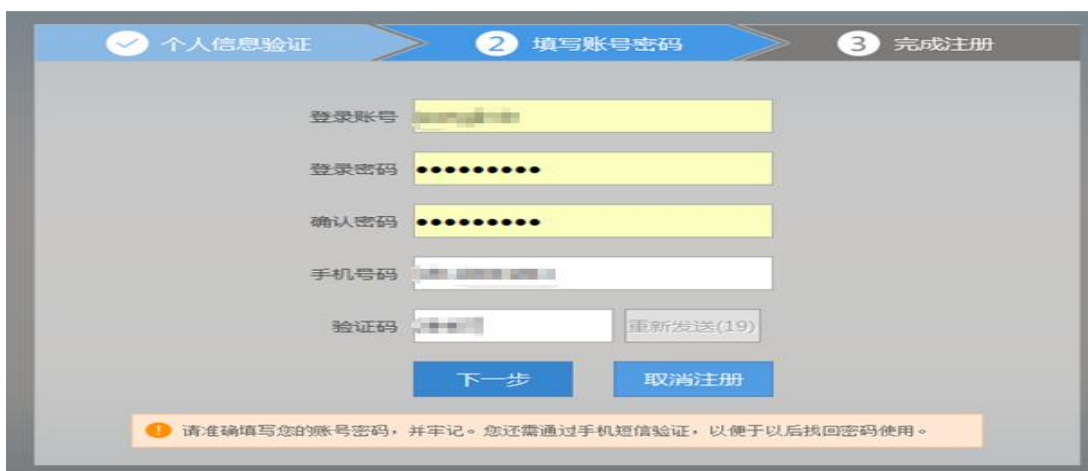 个人信息验证 2 填写账号密码 3 完成注册
登录账号
登录密码 •••••••••
确认密码 •••••••••
手机号码
验证码 重新发送(19)
下一步 取消注册
! 请准确填写您的账号密码，并牢记。您还需通过手机短信验证，以便于以后找回密码使用。